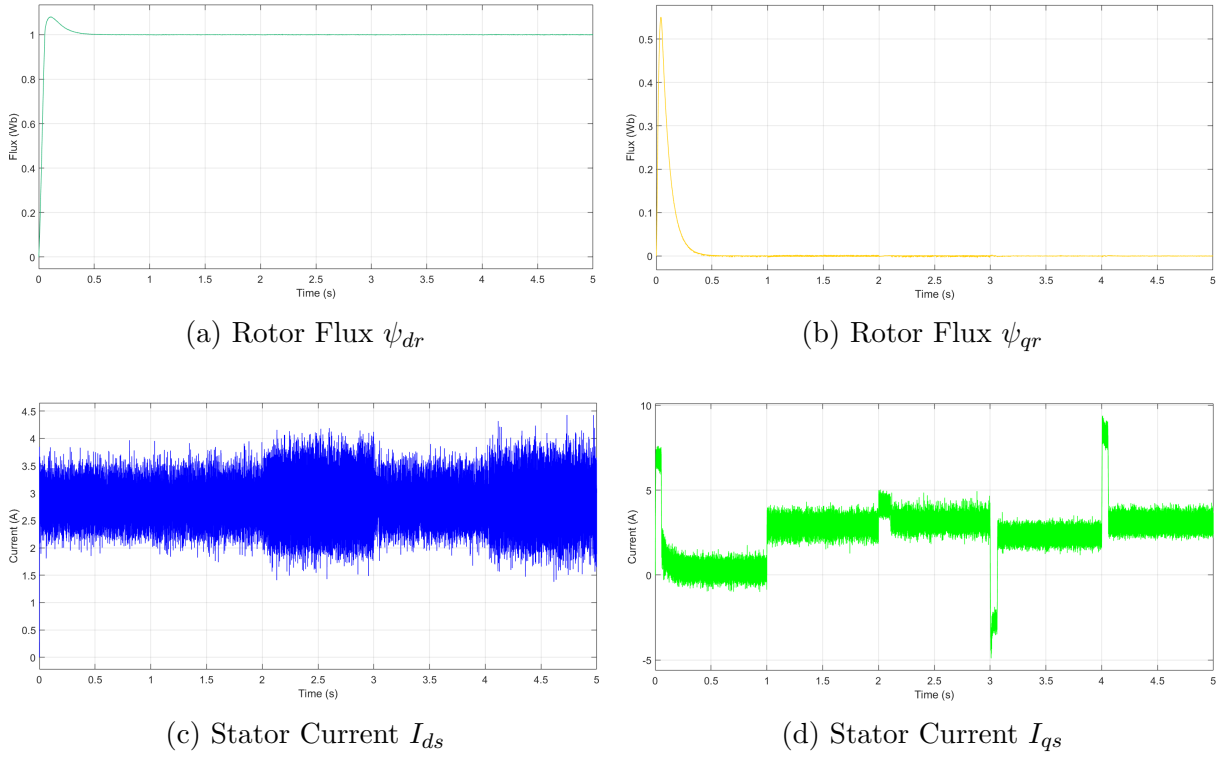 1
0.8
0.6
0.4
0.2
0
Flux (Wb)
0 0.5 1 1.5 2 2.5 3 3.5 4 4.5 5
Time (s)
(a) Rotor Flux ψdr
0.5
0.4
0.3
0.2
0.1
0
Flux (Wb)
0 0.5 1 1.5 2 2.5 3 3.5 4 4.5 5
Time (s)
(b) Rotor Flux ψqr
4.5
4
3.5
3
2.5
2
1.5
1
0.5
0
Current (A)
0 0.5 1 1.5 2 2.5 3 3.5 4 4.5 5
Time (s)
(c) Stator Current Ids
10
5
0
-5
Current (A)
0 0.5 1 1.5 2 2.5 3 3.5 4 4.5 5
Time (s)
(d) Stator Current Iqs